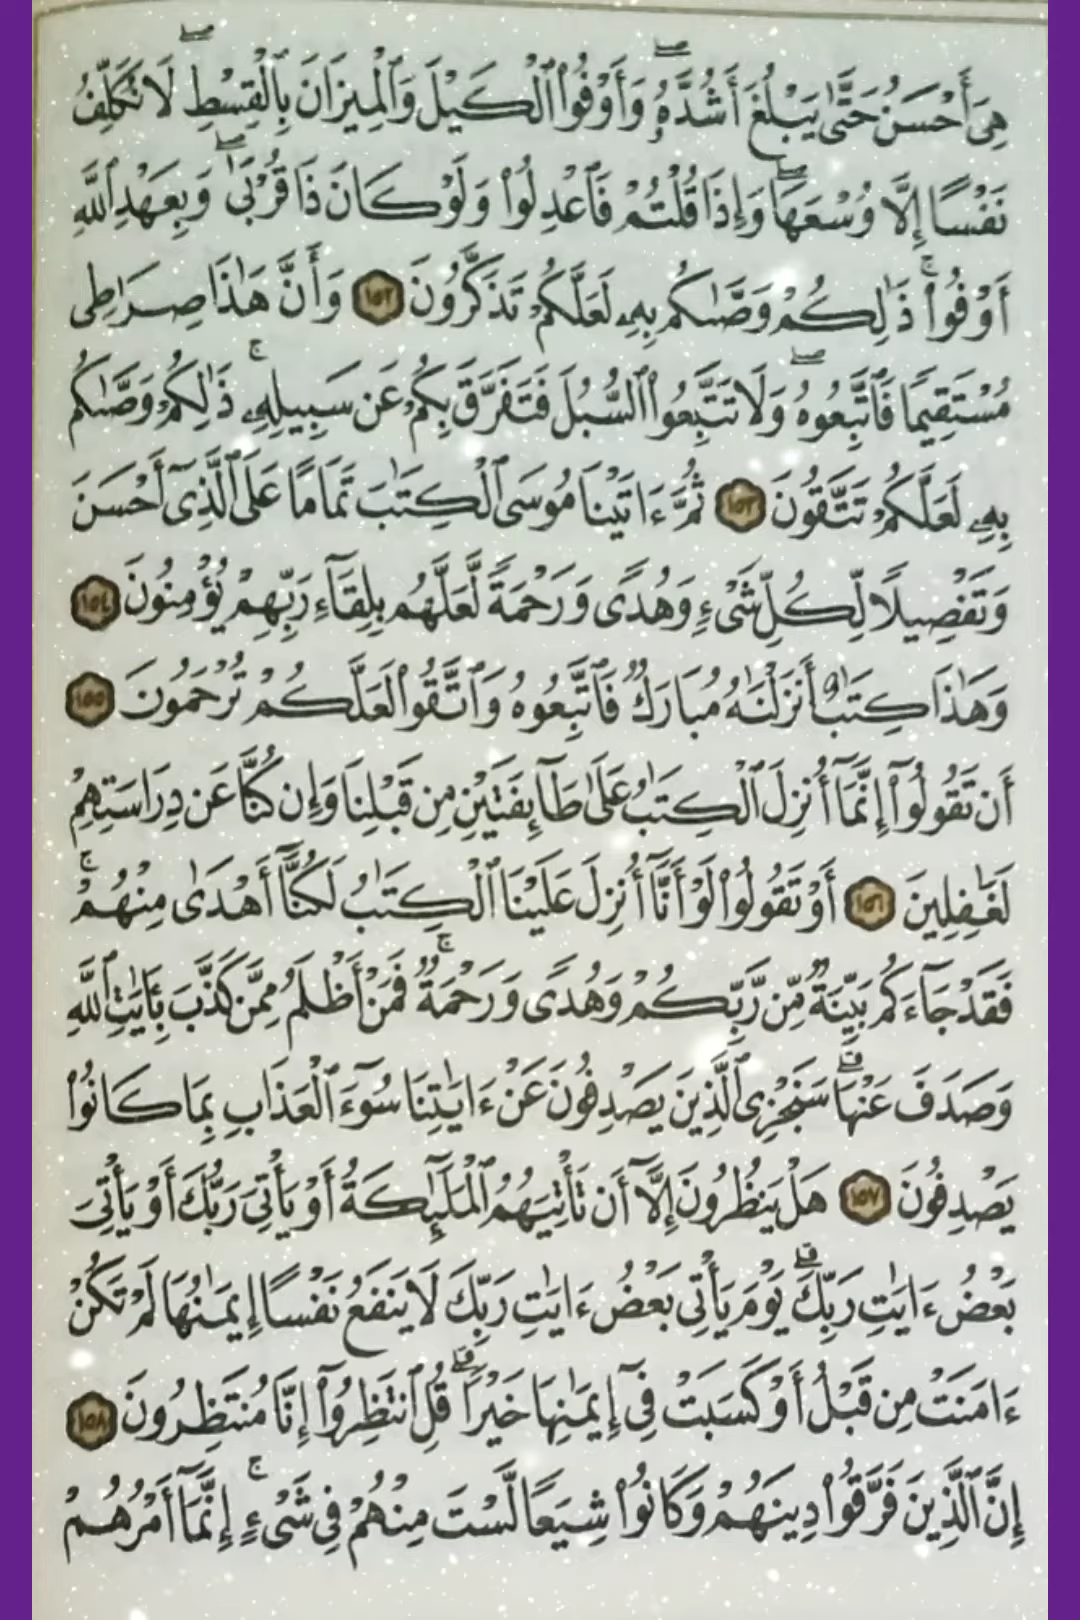 هِىَ أَحْسَنُ حَتَّىٰ يَبْلُغَ أَشُدَّهُۥۖ وَأَوْفُوا۟ ٱلْكَيْلَ وَٱلْمِيزَانَ بِٱلْقِسْطِۖ لَا نُكَلِّفُ
نَفْسًا إِلَّا وُسْعَهَاۖ وَإِذَا قُلْتُمْ فَٱعْدِلُوا۟ وَلَوْ كَانَ ذَا قُرْبَىٰۖ وَبِعَهْدِ ٱللَّهِ
أَوْفُوا۟ۚ ذَٰلِكُمْ وَصَّىٰكُم بِهِۦ لَعَلَّكُمْ تَذَكَّرُونَ ١٥٢ وَأَنَّ هَـٰذَا صِرَٰطِى
مُسْتَقِيمًا فَٱتَّبِعُوهُۖ وَلَا تَتَّبِعُوا۟ ٱلسُّبُلَ فَتَفَرَّقَ بِكُمْ عَن سَبِيلِهِۦۚ ذَٰلِكُمْ وَصَّىٰكُم
بِهِۦ لَعَلَّكُمْ تَتَّقُونَ ١٥٣ ثُمَّ ءَاتَيْنَا مُوسَى ٱلْكِتَـٰبَ تَمَامًا عَلَى ٱلَّذِىٓ أَحْسَنَ
وَتَفْصِيلًا لِّكُلِّ شَىْءٍ وَهُدًى وَرَحْمَةً لَّعَلَّهُم بِلِقَآءِ رَبِّهِمْ يُؤْمِنُونَ ١٥٤
وَهَـٰذَا كِتَـٰبٌ أَنزَلْنَـٰهُ مُبَارَكٌ فَٱتَّبِعُوهُ وَٱتَّقُوا۟ لَعَلَّكُمْ تُرْحَمُونَ ١٥٥
أَن تَقُولُوٓا۟ إِنَّمَآ أُنزِلَ ٱلْكِتَـٰبُ عَلَىٰ طَآئِفَتَيْنِ مِن قَبْلِنَا وَإِن كُنَّا عَن دِرَاسَتِهِمْ
لَغَـٰفِلِينَ ١٥٦ أَوْ تَقُولُوا۟ لَوْ أَنَّآ أُنزِلَ عَلَيْنَا ٱلْكِتَـٰبُ لَكُنَّآ أَهْدَىٰ مِنْهُمْۚ
فَقَدْ جَآءَكُم بَيِّنَةٌ مِّن رَّبِّكُمْ وَهُدًى وَرَحْمَةٌۚ فَمَنْ أَظْلَمُ مِمَّن كَذَّبَ بِـَٔايَـٰتِ ٱللَّهِ
وَصَدَفَ عَنْهَاۗ سَنَجْزِى ٱلَّذِينَ يَصْدِفُونَ عَنْ ءَايَـٰتِنَا سُوٓءَ ٱلْعَذَابِ بِمَا كَانُوا۟
يَصْدِفُونَ ١٥٧ هَلْ يَنظُرُونَ إِلَّآ أَن تَأْتِيَهُمُ ٱلْمَلَـٰٓئِكَةُ أَوْ يَأْتِىَ رَبُّكَ أَوْ يَأْتِىَ
بَعْضُ ءَايَـٰتِ رَبِّكَۗ يَوْمَ يَأْتِى بَعْضُ ءَايَـٰتِ رَبِّكَ لَا يَنفَعُ نَفْسًا إِيمَـٰنُهَا لَمْ تَكُنْ
ءَامَنَتْ مِن قَبْلُ أَوْ كَسَبَتْ فِىٓ إِيمَـٰنِهَا خَيْرًاۗ قُلِ ٱنتَظِرُوٓا۟ إِنَّا مُنتَظِرُونَ ١٥٨
إِنَّ ٱلَّذِينَ فَرَّقُوا۟ دِينَهُمْ وَكَانُوا۟ شِيَعًا لَّسْتَ مِنْهُمْ فِى شَىْءٍۚ إِنَّمَآ أَمْرُهُمْ